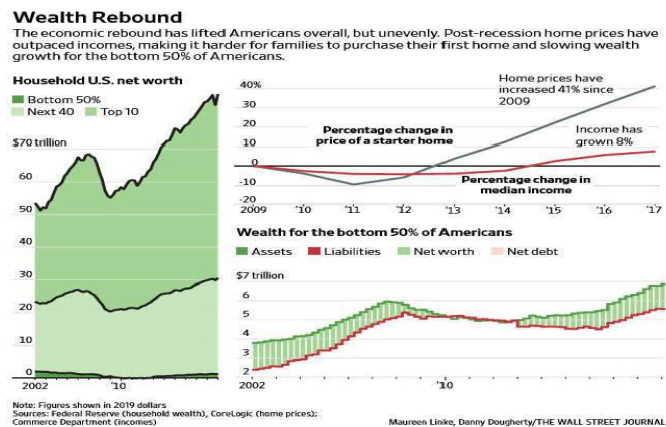 Wealth Rebound
The economic rebound has lifted Americans overall, but unevenly. Post-recession home prices have
outpaced incomes, making it harder for families to purchase their first home and slowing wealth
growth for the bottom 50% of Americans.
Household U.S. net worth
Bottom 50%
Next 40 Top 10
$70 trillion
60
50
40
30
20
10
0
2002 '10
Home prices have
increased 41% since
2009
40%
30
20
10
0
-10
-20
Percentage change in
price of a starter home
Income has
grown 8%
Percentage change in
median income
2009 '10 '11 '12 '13 '14 '15 '16 '17
Wealth for the bottom 50% of Americans
Assets Liabilities Net worth Net debt
$7 trillion
6
5
4
3
2
2002 '10
Note: Figures shown in 2019 dollars
Sources: Federal Reserve (household wealth), CoreLogic (home prices);
Commerce Department (incomes)
Maureen Linke, Danny Dougherty/THE WALL STREET JOURNAL